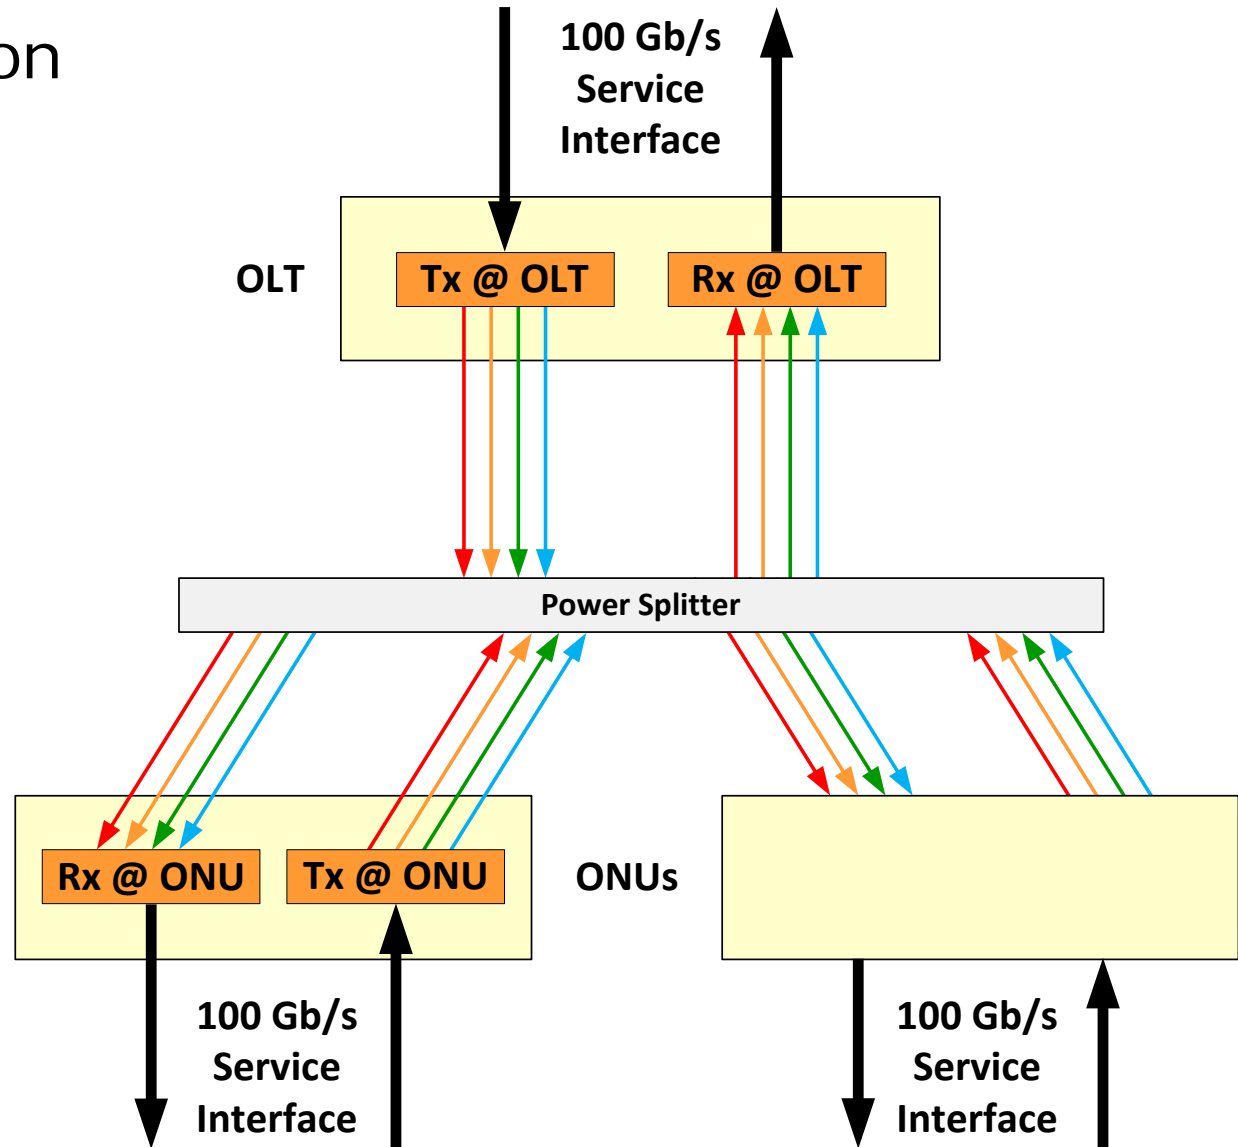 on
100 Gb/s
Service
Interface
OLT
Tx @ OLT
Rx @ OLT
Power Splitter
Rx @ ONU
Tx @ ONU
ONUs
100 Gb/s
Service
Interface
100 Gb/s
Service
Interface